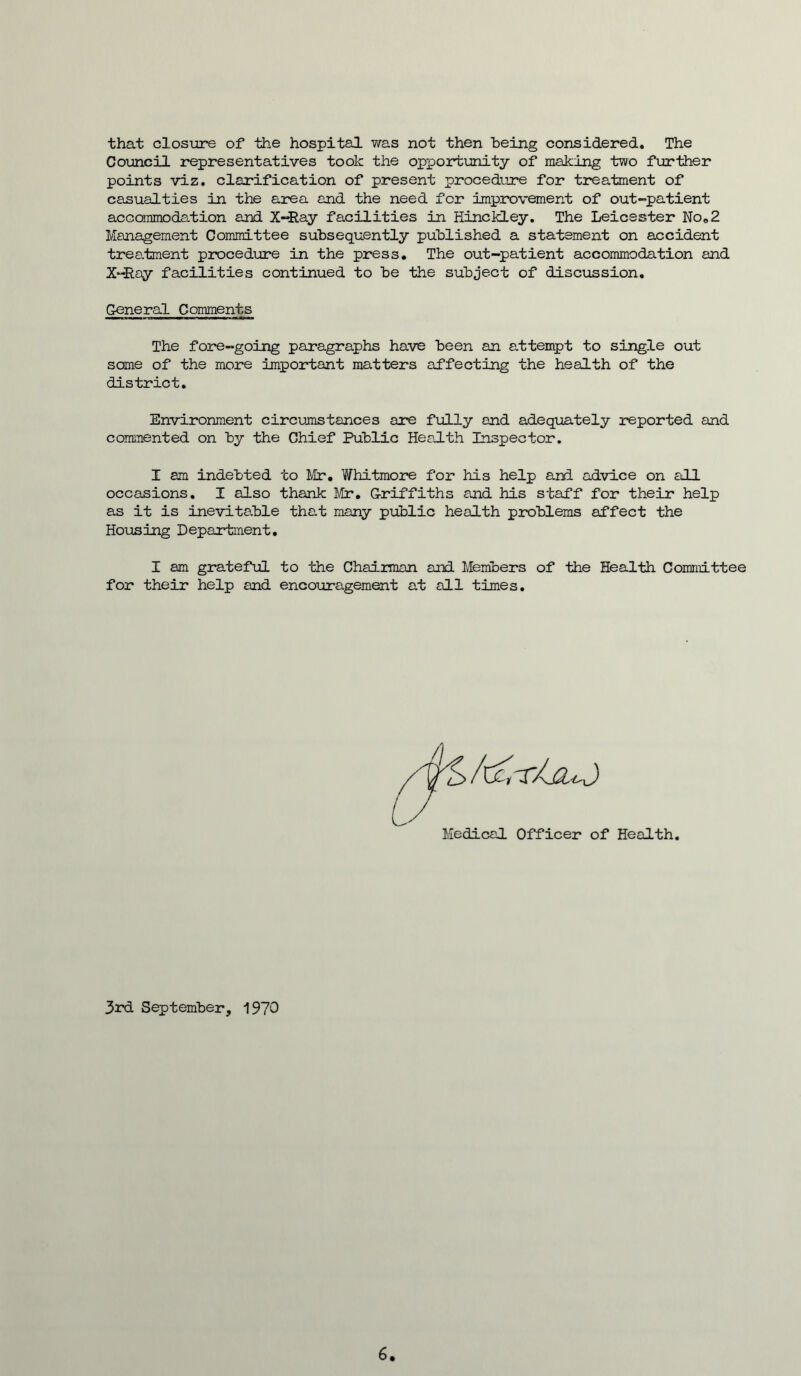 that closure of the hospital was not then being considered. The
Council representatives took the opportunity of making two further
points viz. clarification of present procedure for treatment of
casualties in the area and the need for improvement of out-patient
accommodation and X-Ray facilities in Hinckley. The Leicester No.2
Management Committee subsequently published a statement on accident
treatment procedure in the press. The out-patient accommodation and
X-Ray facilities continued to be the subject of discussion.
General Comments
The fore-going paragraphs have been an attempt to single out
some of the more important matters affecting the health of the
district.
Environment circumstances are fully and adequately reported and
commented on by the Chief Public Health Inspector.
I am indebted to Mr. Whitmore for his help and advice on all
occasions. I also thank Mr. Griffiths and his staff for their help
as it is inevitable that many public health problems affect the
Housing Department.
I am grateful to the Chairman and Members of the Health Committee
for their help and encouragement at all times.
Medical Officer of Health.
3rd September, 1970
6.